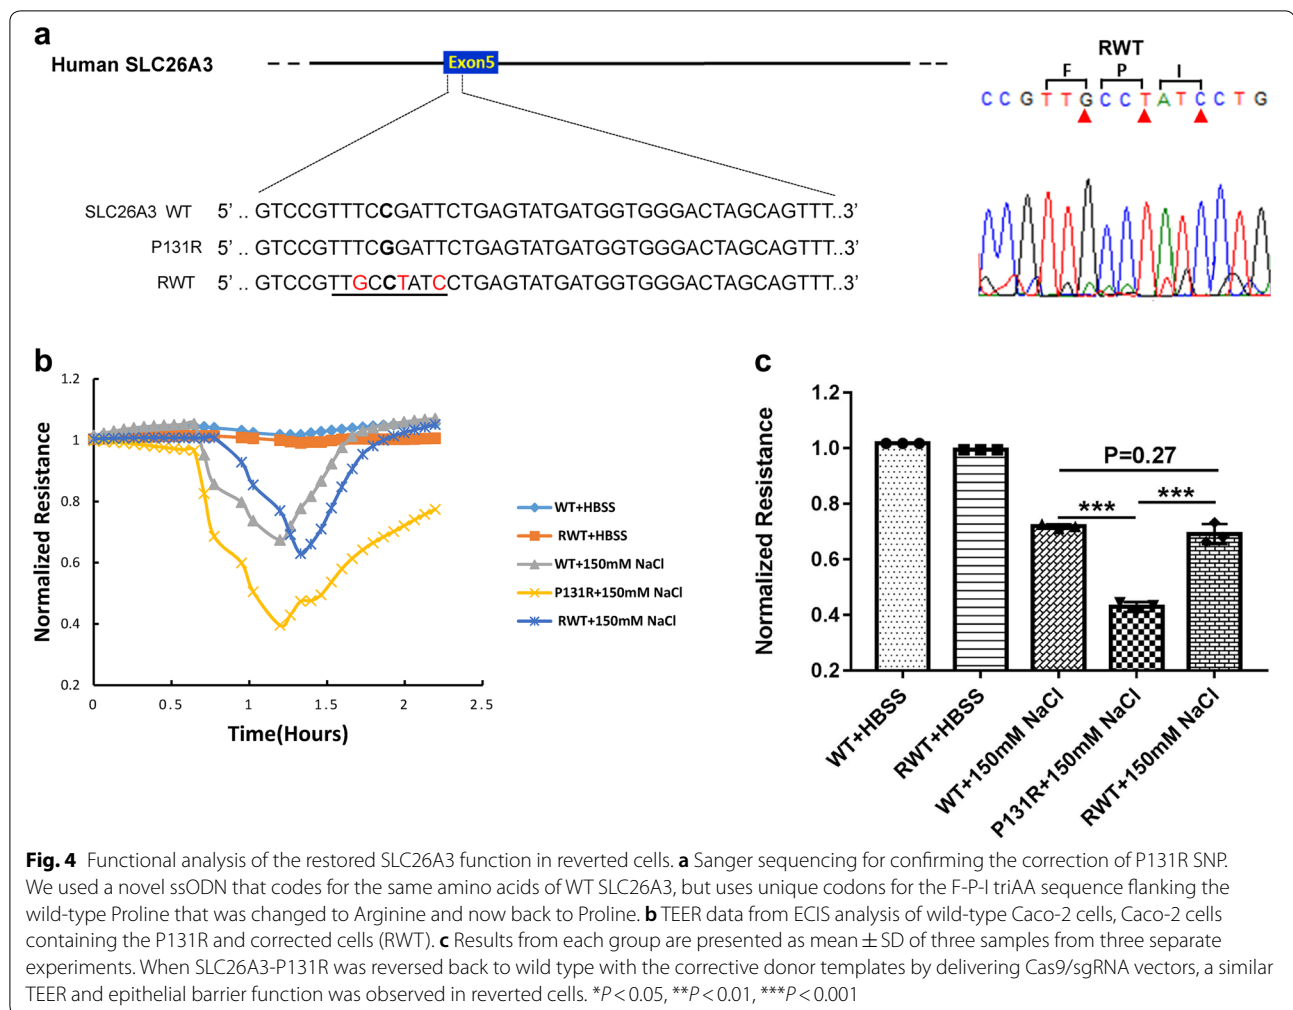 a
Human SLC26A3
Exon5
RWT
F P I
C C G T T G C C T A T C C T G
SLC26A3 WT 5' .. GTCCGTTTCCGATTCTGAGTATGATGGTGGGACTAGCAGTTT..3'
P131R 5' .. GTCCGTTTCGGATTCTGAGTATGATGGTGGGACTAGCAGTTT..3'
RWT 5' .. GTCCGTTGCCTATCCTGAGTATGATGGTGGGACTAGCAGTTT..3'
b
Normalized Resistance
1.2
1
0.8
0.6
0.4
0.2
0 0.5 1 1.5 2 2.5
Time(Hours)
WT+HBSS
RWT+HBSS
WT+150mM NaCl
P131R+150mM NaCl
RWT+150mM NaCl
c
Normalized Resistance
1.2
1.0
0.8
0.6
0.4
0.2
P=0.27
*** ***
WT+HBSS
RWT+HBSS
WT+150mM NaCl
P131R+150mM NaCl
RWT+150mM NaCl
Fig. 4 Functional analysis of the restored SLC26A3 function in reverted cells. a Sanger sequencing for confirming the correction of P131R SNP.
We used a novel ssODN that codes for the same amino acids of WT SLC26A3, but uses unique codons for the F-P-I triAA sequence flanking the
wild-type Proline that was changed to Arginine and now back to Proline. b TEER data from ECIS analysis of wild-type Caco-2 cells, Caco-2 cells
containing the P131R and corrected cells (RWT). c Results from each group are presented as mean ± SD of three samples from three separate
experiments. When SLC26A3-P131R was reversed back to wild type with the corrective donor templates by delivering Cas9/sgRNA vectors, a similar
TEER and epithelial barrier function was observed in reverted cells. *P < 0.05, **P < 0.01, ***P < 0.001